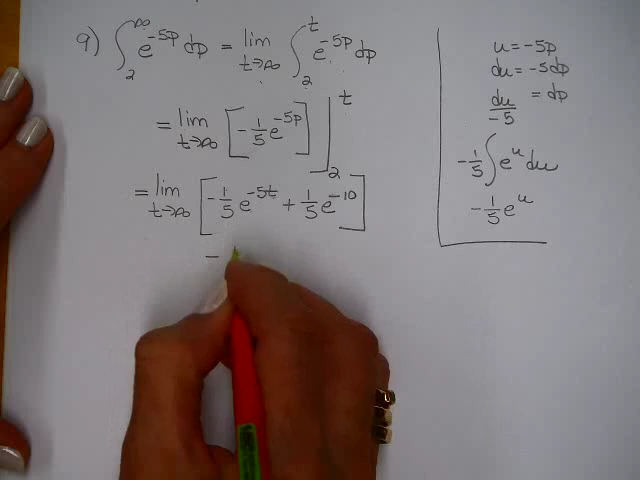 9) ∫₂^∞ e^{-5p} dp = lim_{t→∞} ∫₂^t e^{-5p} dp
= lim_{t→∞} [-1/5 e^{-5p}] |₂^t
= lim_{t→∞} [-1/5 e^{-5t} + 1/5 e^{-10}]
-
u = -5p
du = -5dp
du/-5 = dp
-1/5 ∫ e^u du
-1/5 e^u